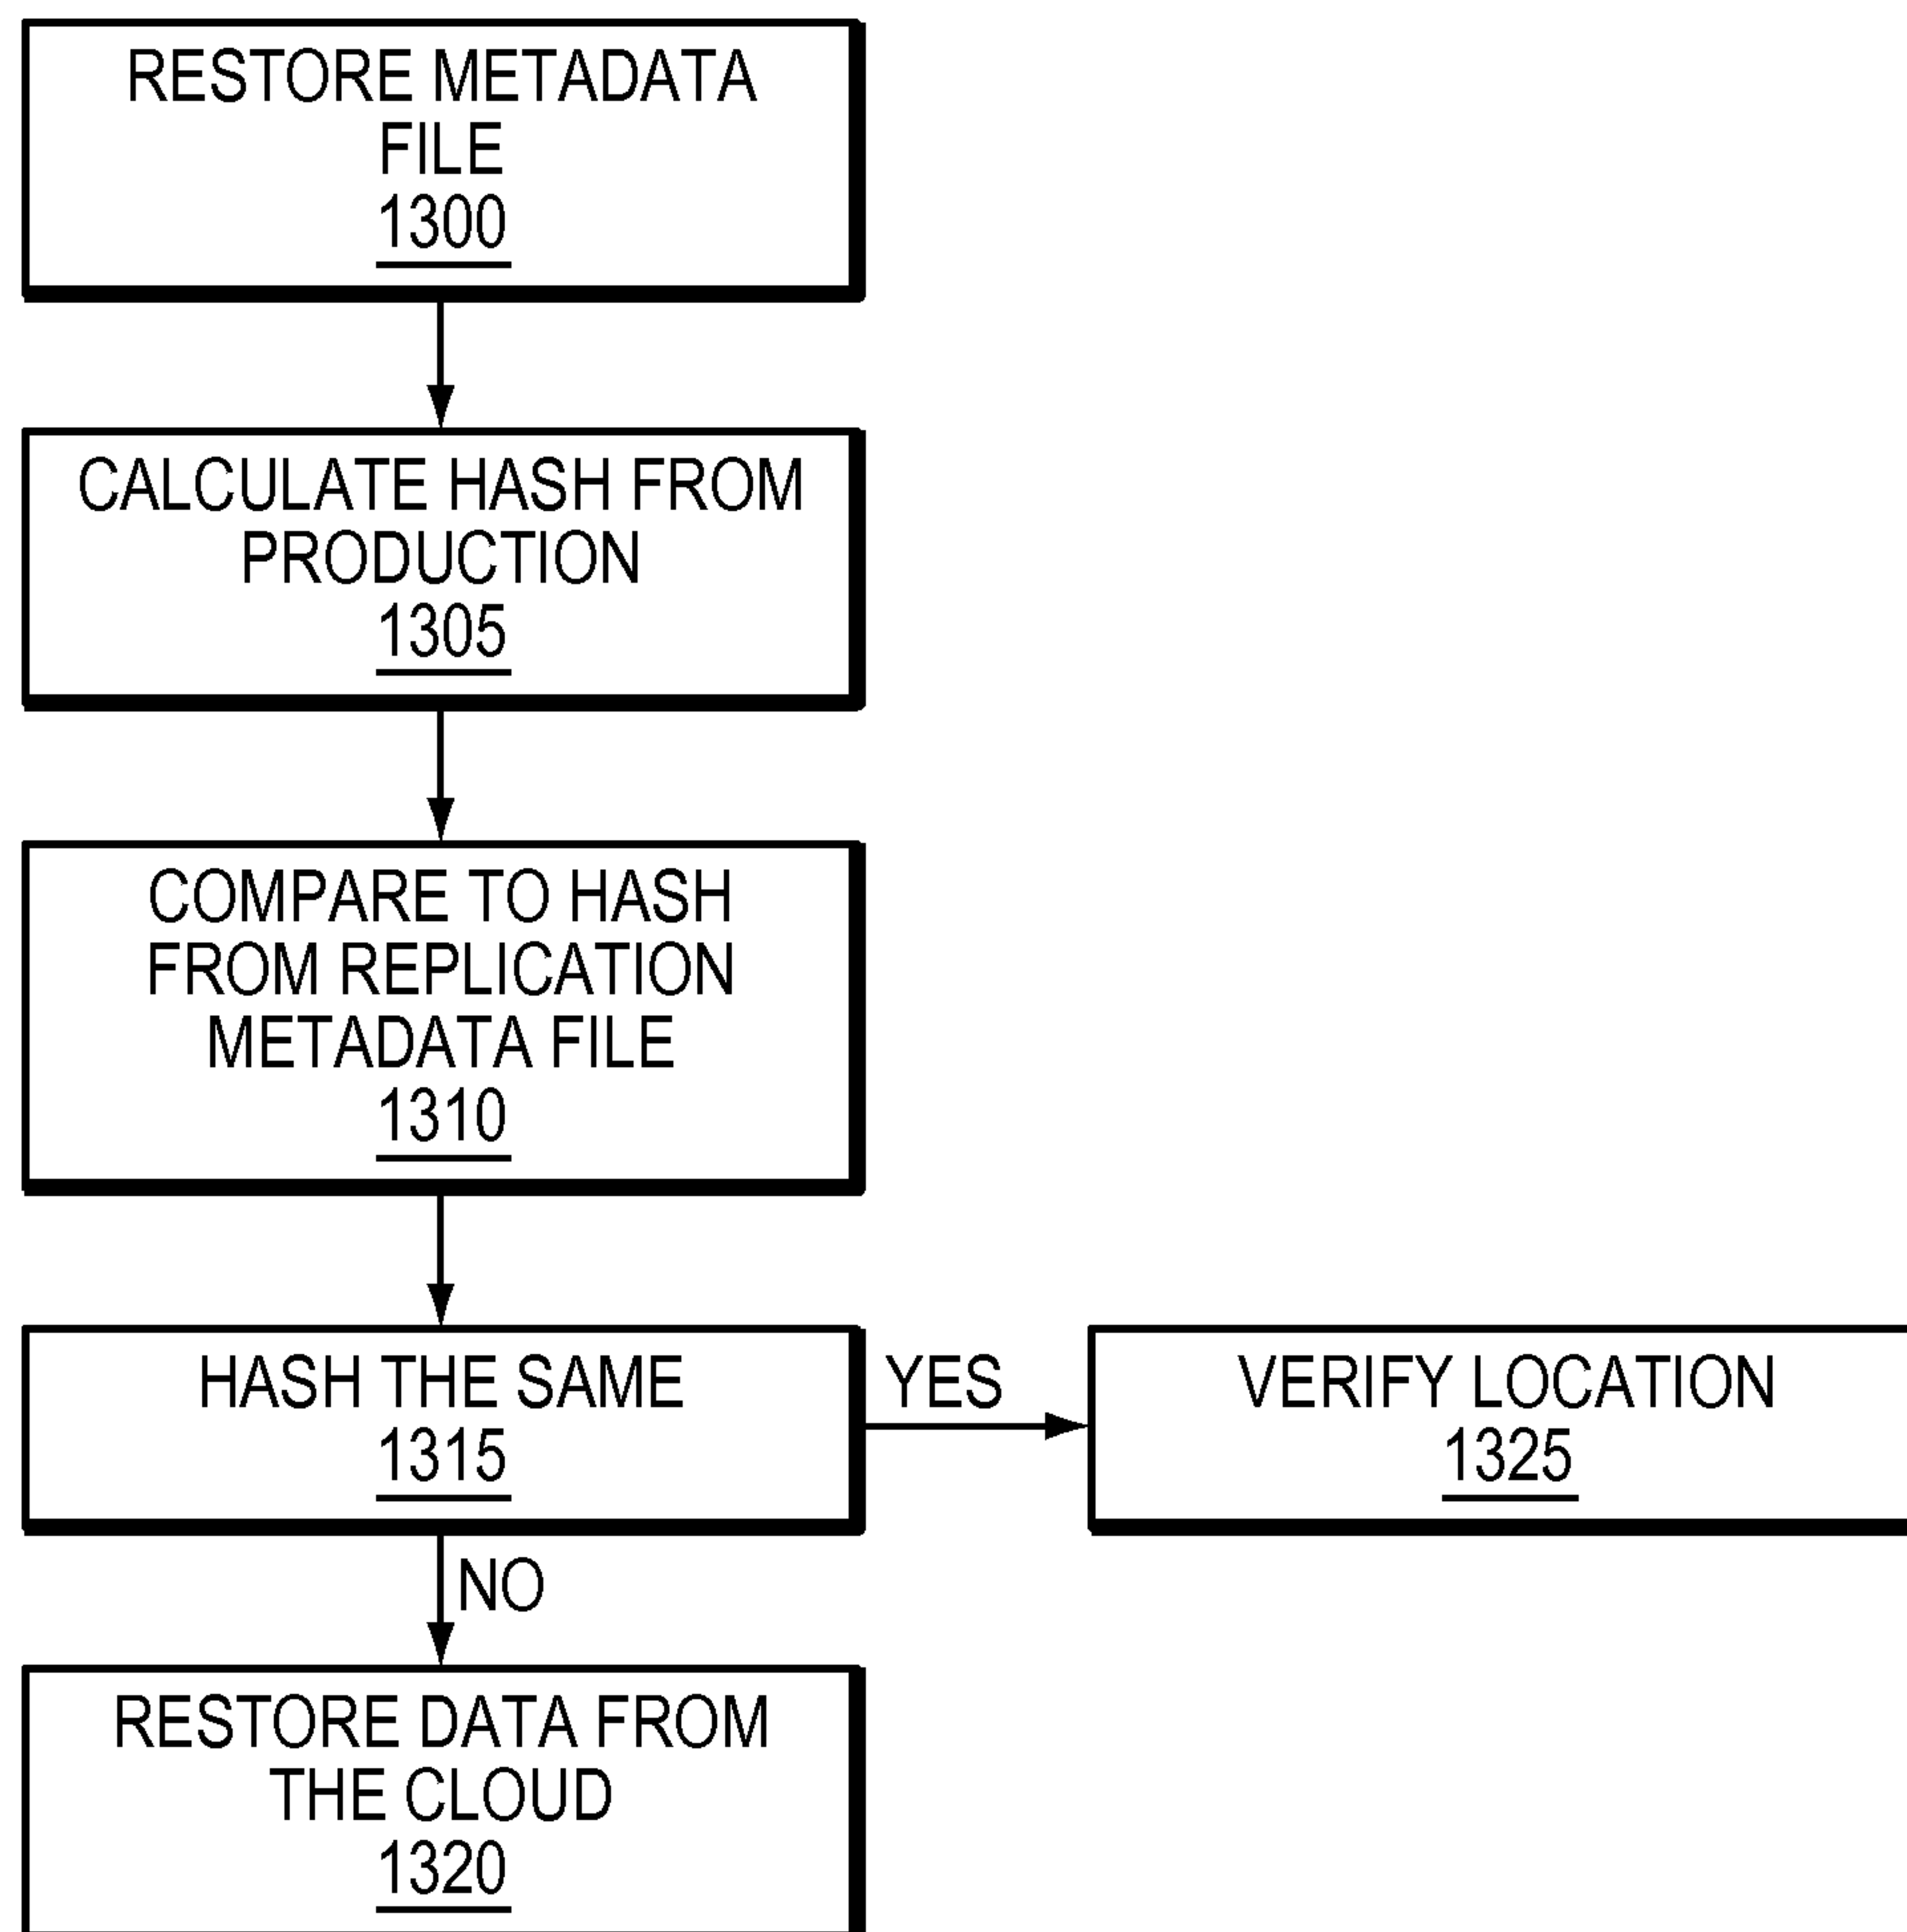 RESTORE METADATA
FILE
1300
CALCULATE HASH FROM
PRODUCTION
1305
COMPARE TO HASH
FROM REPLICATION
METADATA FILE
1310
HASH THE SAME
1315
YES
VERIFY LOCATION
1325
NO
RESTORE DATA FROM
THE CLOUD
1320